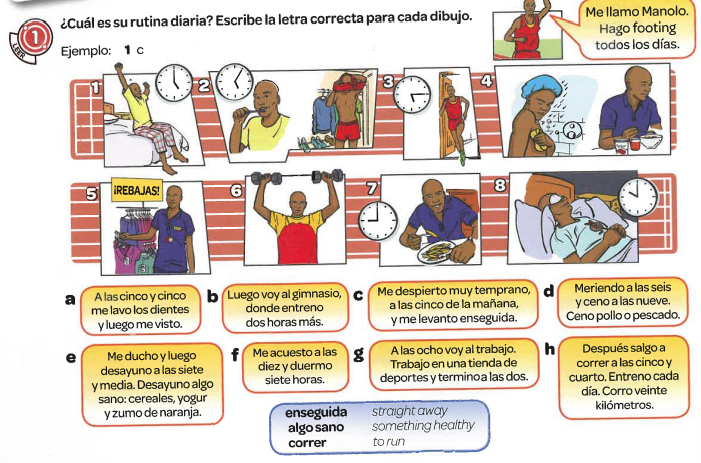 ¿Cuál es su rutina diaria? Escribe la letra correcta para cada dibujo.
1
LEER
Ejemplo: 1 c
Me llamo Manolo.
Hago footing
todos los días.
1
2
3
4
5
¡REBAJAS!
6
7
8
a
A las cinco y cinco
me lavo los dientes
y luego me visto.
b
Luego voy al gimnasio,
donde entreno
dos horas más.
c
Me despierto muy temprano,
a las cinco de la mañana,
y me levanto enseguida.
d
Meriendo a las seis
y ceno a las nueve.
Ceno pollo o pescado.
e
Me ducho y luego
desayuno a las siete
y media. Desayuno algo
sano: cereales, yogur
y zumo de naranja.
f
Me acuesto a las
diez y duermo
siete horas.
g
A las ocho voy al trabajo.
Trabajo en una tienda de
deportes y termino a las dos.
h
Después salgo a
correr a las cinco y
cuarto. Entreno cada
día. Corro veinte
kilómetros.
enseguida straight away
algo sano something healthy
correr to run